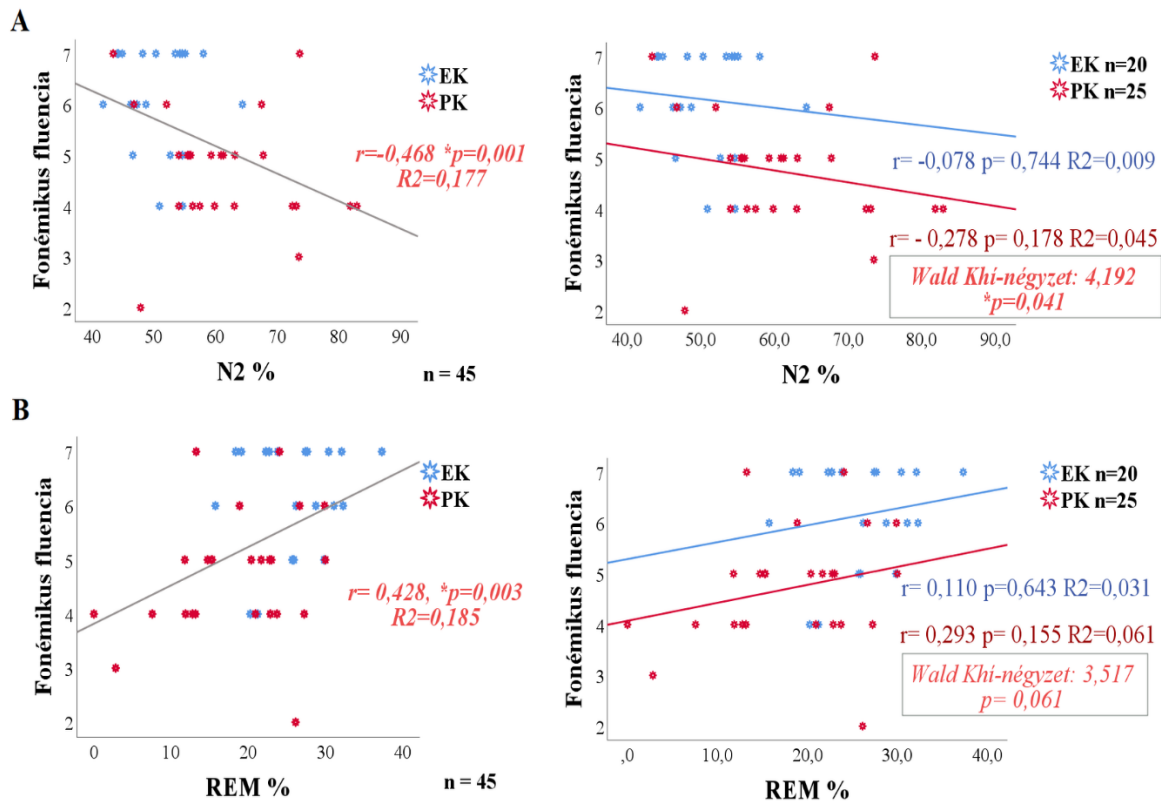 A
Fonémikus fluencia
7
6
5
4
3
2
EK
PK
r=-0,468 *p=0,001
R2=0,177
40 50 60 70 80 90
N2 %
n = 45
Fonémikus fluencia
7
6
5
4
3
2
EK n=20
PK n=25
r= -0,078 p= 0,744 R2=0,009
r= - 0,278 p= 0,178 R2=0,045
Wald Khí-négyzet: 4,192
*p=0,041
40,0 50,0 60,0 70,0 80,0 90,0
N2 %
B
Fonémikus fluencia
7
6
5
4
3
2
EK
PK
r= 0,428, *p=0,003
R2=0,185
0 10 20 30 40
REM %
n = 45
Fonémikus fluencia
7
6
5
4
3
2
EK n=20
PK n=25
r= 0,110 p=0,643 R2=0,031
r= 0,293 p= 0,155 R2=0,061
Wald Khí-négyzet: 3,517
p= 0,061
,0 10,0 20,0 30,0 40,0
REM %